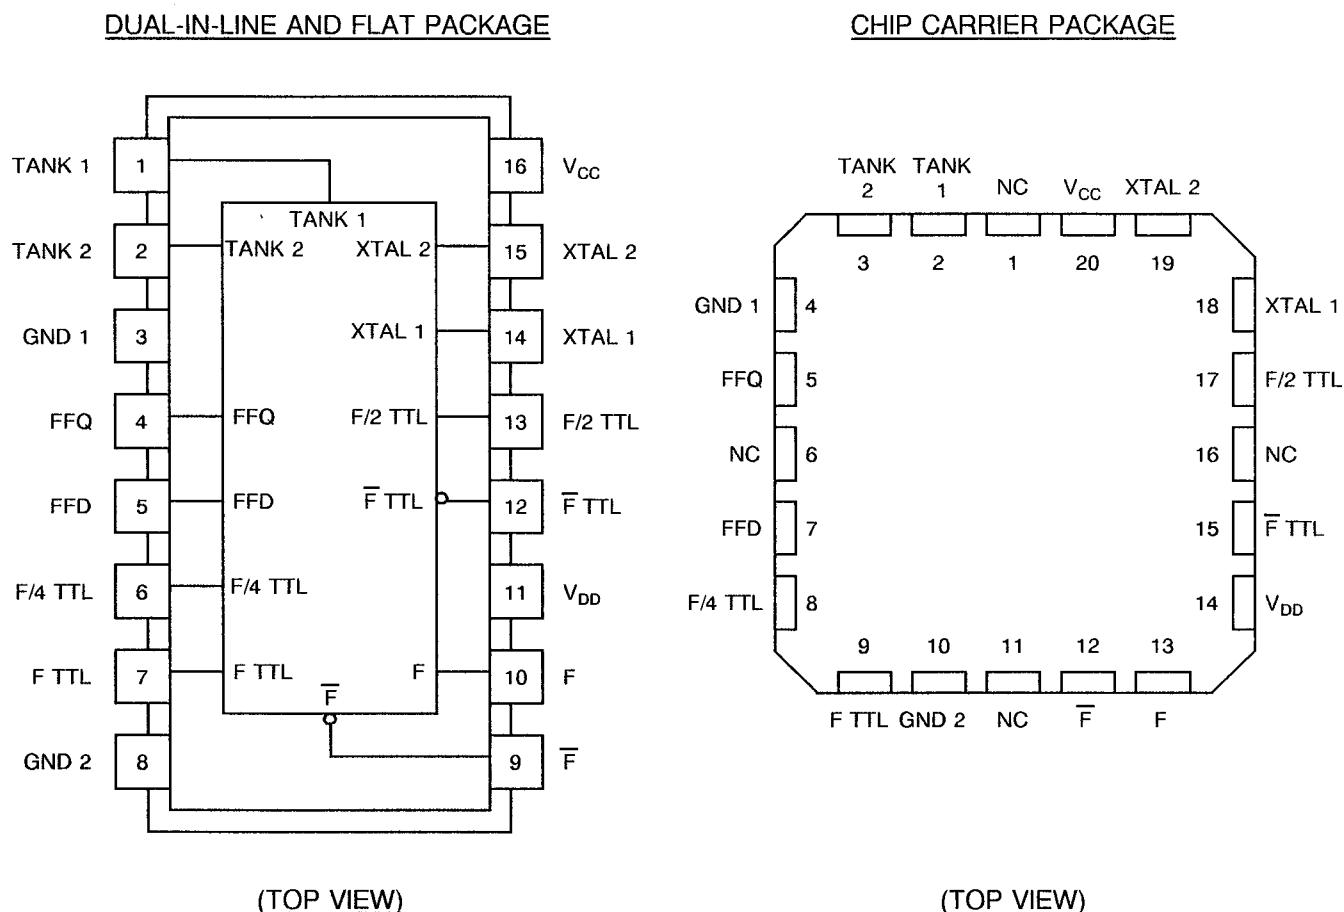 DUAL-IN-LINE AND FLAT PACKAGE
TANK 1 1 16 V_CC
TANK 1
TANK 2 2 TANK 2 XTAL 2 15 XTAL 2
GND 1 3 XTAL 1 14 XTAL 1
FFQ 4 FFQ F/2 TTL 13 F/2 TTL
FFD 5 FFD F̅ TTL 12 F̅ TTL
F/4 TTL 6 F/4 TTL 11 V_DD
F TTL 7 F TTL F 10 F
F̅
GND 2 8 9 F̅
(TOP VIEW)
CHIP CARRIER PACKAGE
TANK 2 TANK 1 NC V_CC XTAL 2
3 2 1 20 19
GND 1 4 18 XTAL 1
FFQ 5 17 F/2 TTL
NC 6 16 NC
FFD 7 15 F̅ TTL
F/4 TTL 8 14 V_DD
9 10 11 12 13
F TTL GND 2 NC F̅ F
(TOP VIEW)